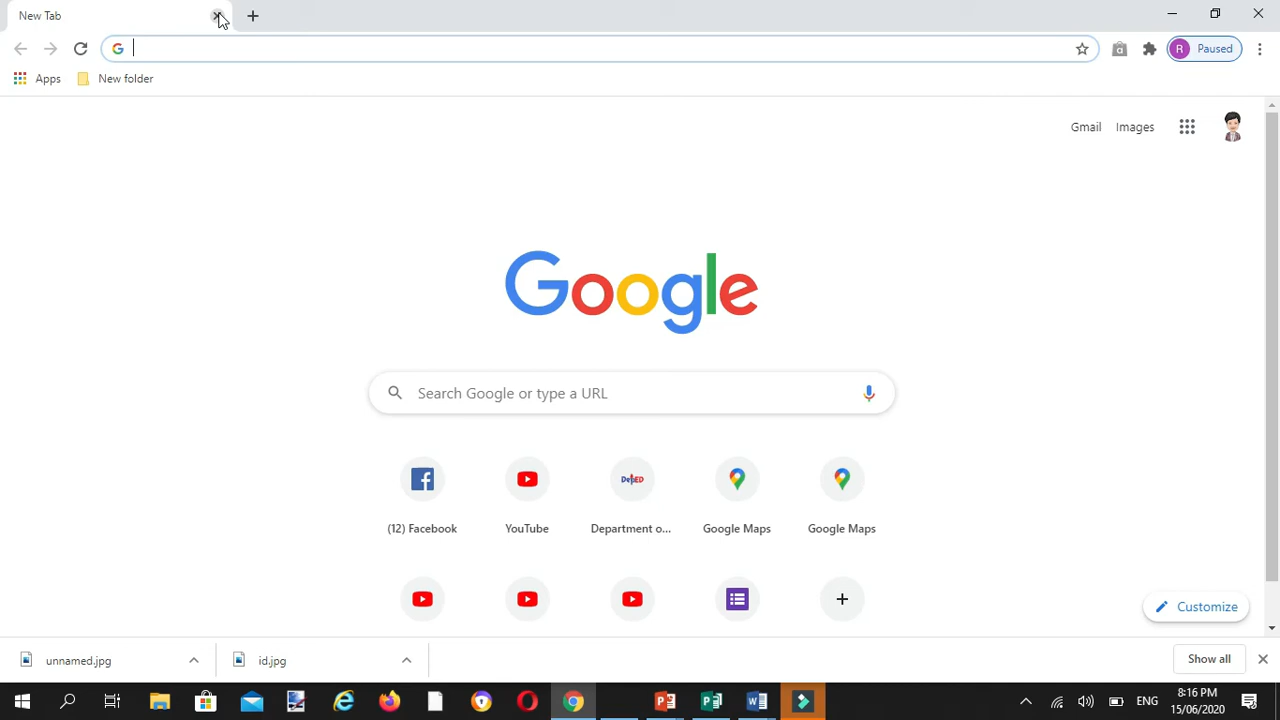 New Tab
R Paused
Apps New folder
Gmail Images
Google
Search Google or type a URL
DepED
(12) Facebook YouTube Department o... Google Maps Google Maps
Customize
unnamed.jpg id.jpg Show all
ENG 8:16 PM
15/06/2020